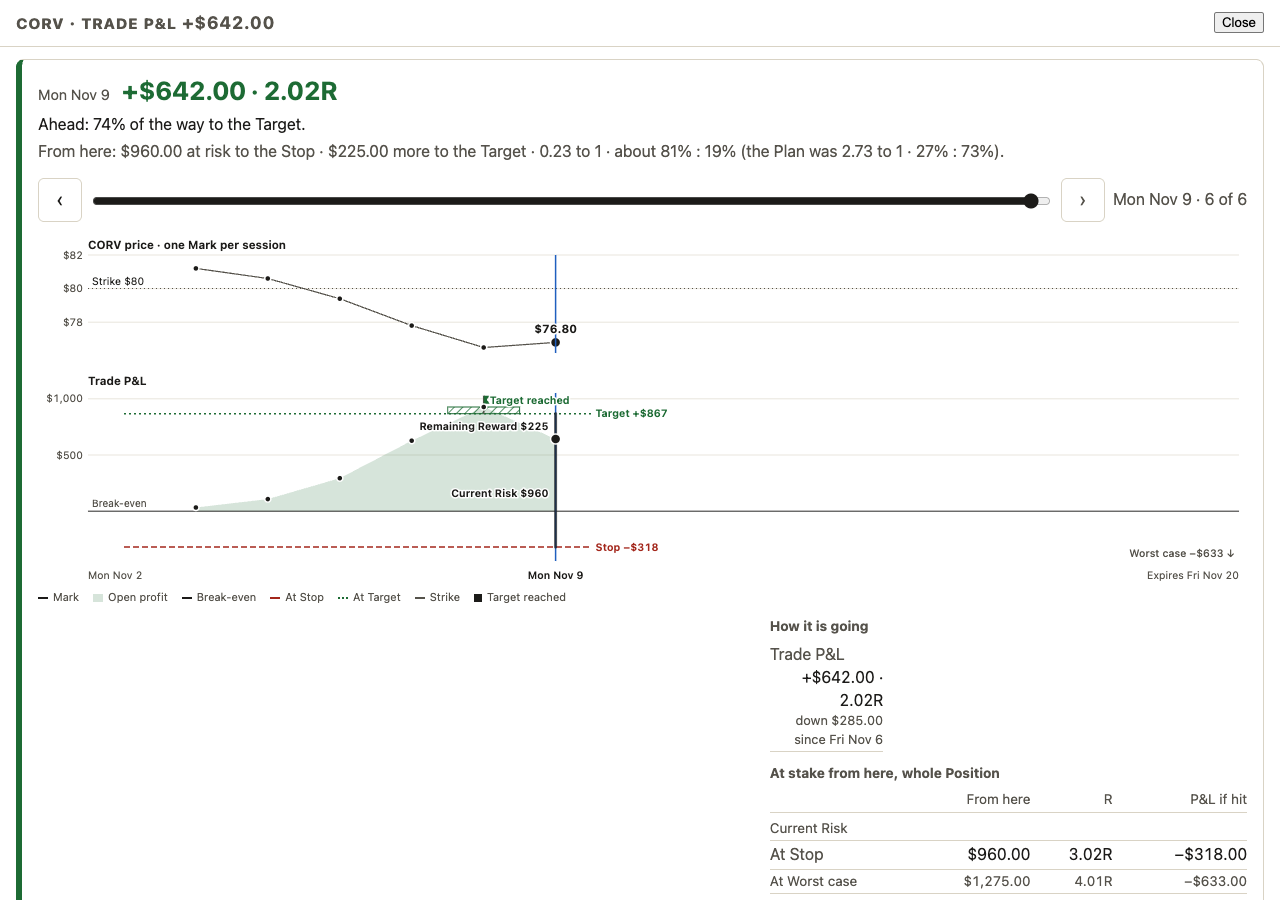 CORV · TRADE P&L +$642.00
Close
Mon Nov 9 +$642.00 · 2.02R
Ahead: 74% of the way to the Target.
From here: $960.00 at risk to the Stop · $225.00 more to the Target · 0.23 to 1 · about 81% : 19% (the Plan was 2.73 to 1 · 27% : 73%).
‹
›
Mon Nov 9 · 6 of 6
CORV price · one Mark per session
$82
Strike $80
$80
$78
$76.80
Trade P&L
$1,000
Target reached
Target +$867
Remaining Reward $225
$500
Current Risk $960
Break-even
Stop −$318
Worst case −$633 ↓
Mon Nov 2
Mon Nov 9
Expires Fri Nov 20
Mark Open profit Break-even At Stop At Target Strike Target reached
How it is going
Trade P&L
+$642.00 ·
2.02R
down $285.00
since Fri Nov 6
At stake from here, whole Position
From here R P&L if hit
Current Risk
At Stop $960.00 3.02R −$318.00
At Worst case $1,275.00 4.01R −$633.00